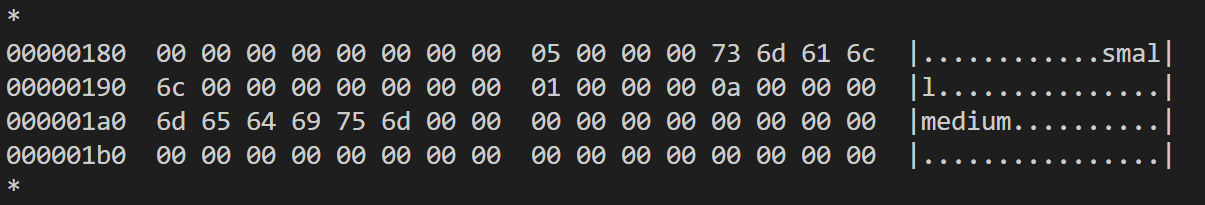 *
00000180  00 00 00 00 00 00 00 00  05 00 00 00 73 6d 61 6c  |............smal|
00000190  6c 00 00 00 00 00 00 00  01 00 00 00 0a 00 00 00  |l...............|
000001a0  6d 65 64 69 75 6d 00 00  00 00 00 00 00 00 00 00  |medium..........|
000001b0  00 00 00 00 00 00 00 00  00 00 00 00 00 00 00 00  |................|
*